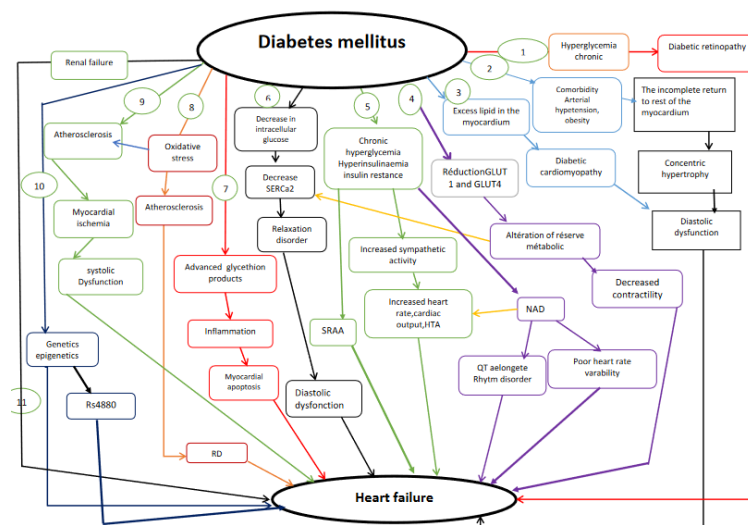 Diabetes mellitus
1
Hyperglycemia
chronic
Diabetic retinopathy
Renal failure
2
9
8
6
5
4
3
Comorbidity
Arterial
hypetension,
obesity
The incomplete return
to rest of the
myocardium
Excess lipid in the
myocardium
Decrease in
intracellular
glucose
Atherosclerosis
Oxidative
stress
Chronic
hyperglycemia
Hyperinsulinaemia
insulin restance
Diabetic
cardiomyopathy
Concentric
hypertrophy
10
7
Decrease
SERCa2
RéductionGLUT
1 and GLUT4
Myocardial
ischemia
Atherosclerosis
Relaxation
disorder
Altération of réserve
métabolic
Diastolic
dysfunction
Increased sympathetic
activity
systolic
Dysfunction
Advanced glycethion
products
Decreased
contractility
Increased heart
rate,cardiac
output,HTA
NAD
Inflammation
SRAA
Genetics
epigenetics
QT aelongete
Rhytm disorder
Poor heart rate
varability
Myocardial
apoptosis
Diastolic
dysfonction
11
Rs4880
RD
Heart failure